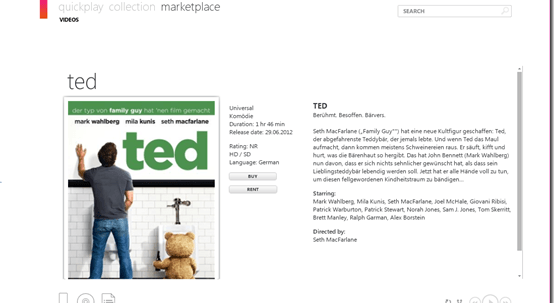 quickplay collection marketplace
SEARCH
VIDEOS
ted
der typ von family guy hat 'nen film gemacht
mark wahlberg mila kunis seth macfarlane
ted
Universal
Komödie
Duration: 1 hr 46 min
Release date: 29.06.2012
Rating: NR
HD / SD
Language: German
BUY
RENT
TED
Berühmt. Besoffen. Bärvers.
Seth MacFarlane („Family Guy"") hat eine neue Kultfigur geschaffen: Ted,
der abgefahrenste Teddybär, der jemals lebte. Und wenn Ted das Maul
aufmacht, dann kommen meistens Schweinereien raus. Er säuft, kifft und
hurt, was die Bärenhaut so hergibt. Das hat John Bennett (Mark Wahlberg)
nun davon, dass er sich nichts sehnlicher gewünscht hat, als dass sein
Lieblingsteddybär lebendig werden soll. Jetzt hat er alle Hände voll zu tun,
um diesen fellgewordenen Kindheitstraum zu bändigen...
Starring:
Mark Wahlberg, Mila Kunis, Seth MacFarlane, Joel McHale, Giovani Ribisi,
Patrick Warburton, Patrick Stewart, Norah Jones, Sam J. Jones, Tom Skerritt,
Bret Manley, Ralph Garman, Alex Borstein
Directed by:
Seth MacFarlane